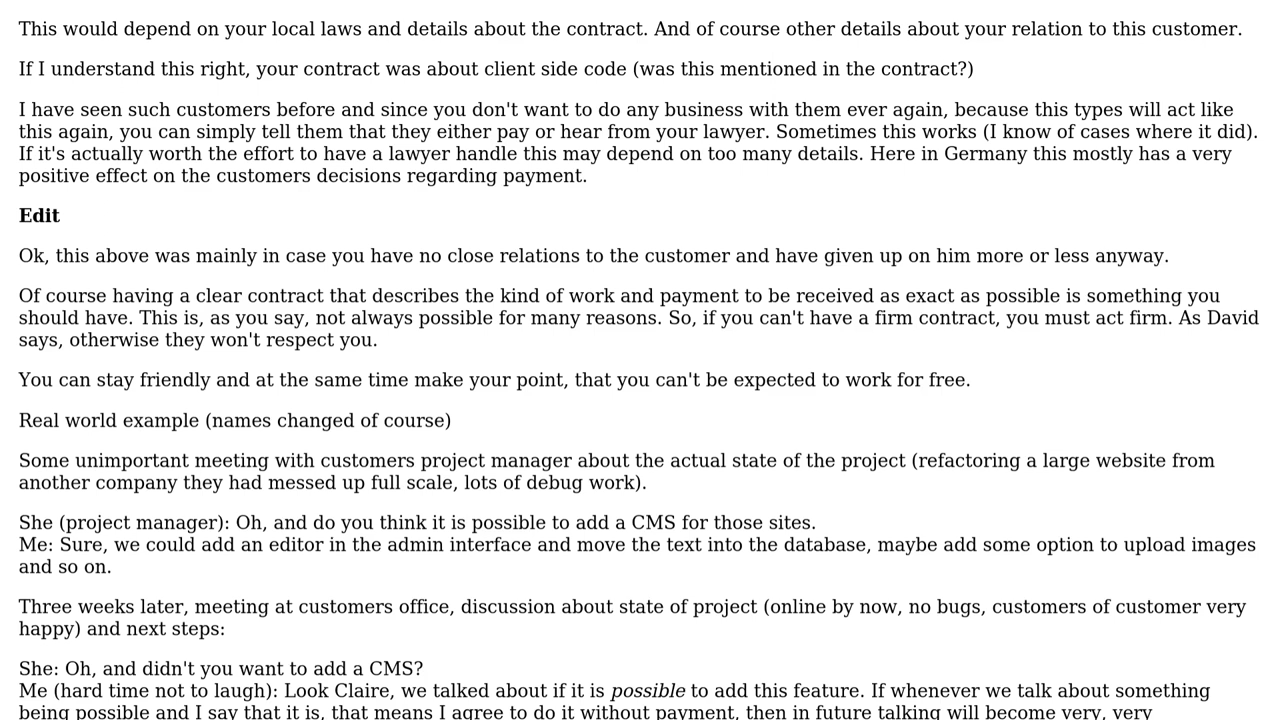 This would depend on your local laws and details about the contract. And of course other details about your relation to this customer.
If I understand this right, your contract was about client side code (was this mentioned in the contract?)
I have seen such customers before and since you don't want to do any business with them ever again, because this types will act like
this again, you can simply tell them that they either pay or hear from your lawyer. Sometimes this works (I know of cases where it did).
If it's actually worth the effort to have a lawyer handle this may depend on too many details. Here in Germany this mostly has a very
positive effect on the customers decisions regarding payment.
Edit
Ok, this above was mainly in case you have no close relations to the customer and have given up on him more or less anyway.
Of course having a clear contract that describes the kind of work and payment to be received as exact as possible is something you
should have. This is, as you say, not always possible for many reasons. So, if you can't have a firm contract, you must act firm. As David
says, otherwise they won't respect you.
You can stay friendly and at the same time make your point, that you can't be expected to work for free.
Real world example (names changed of course)
Some unimportant meeting with customers project manager about the actual state of the project (refactoring a large website from
another company they had messed up full scale, lots of debug work).
She (project manager): Oh, and do you think it is possible to add a CMS for those sites.
Me: Sure, we could add an editor in the admin interface and move the text into the database, maybe add some option to upload images
and so on.
Three weeks later, meeting at customers office, discussion about state of project (online by now, no bugs, customers of customer very
happy) and next steps:
She: Oh, and didn't you want to add a CMS?
Me (hard time not to laugh): Look Claire, we talked about if it is possible to add this feature. If whenever we talk about something
being possible and I say that it is, that means I agree to do it without payment, then in future talking will become very, very